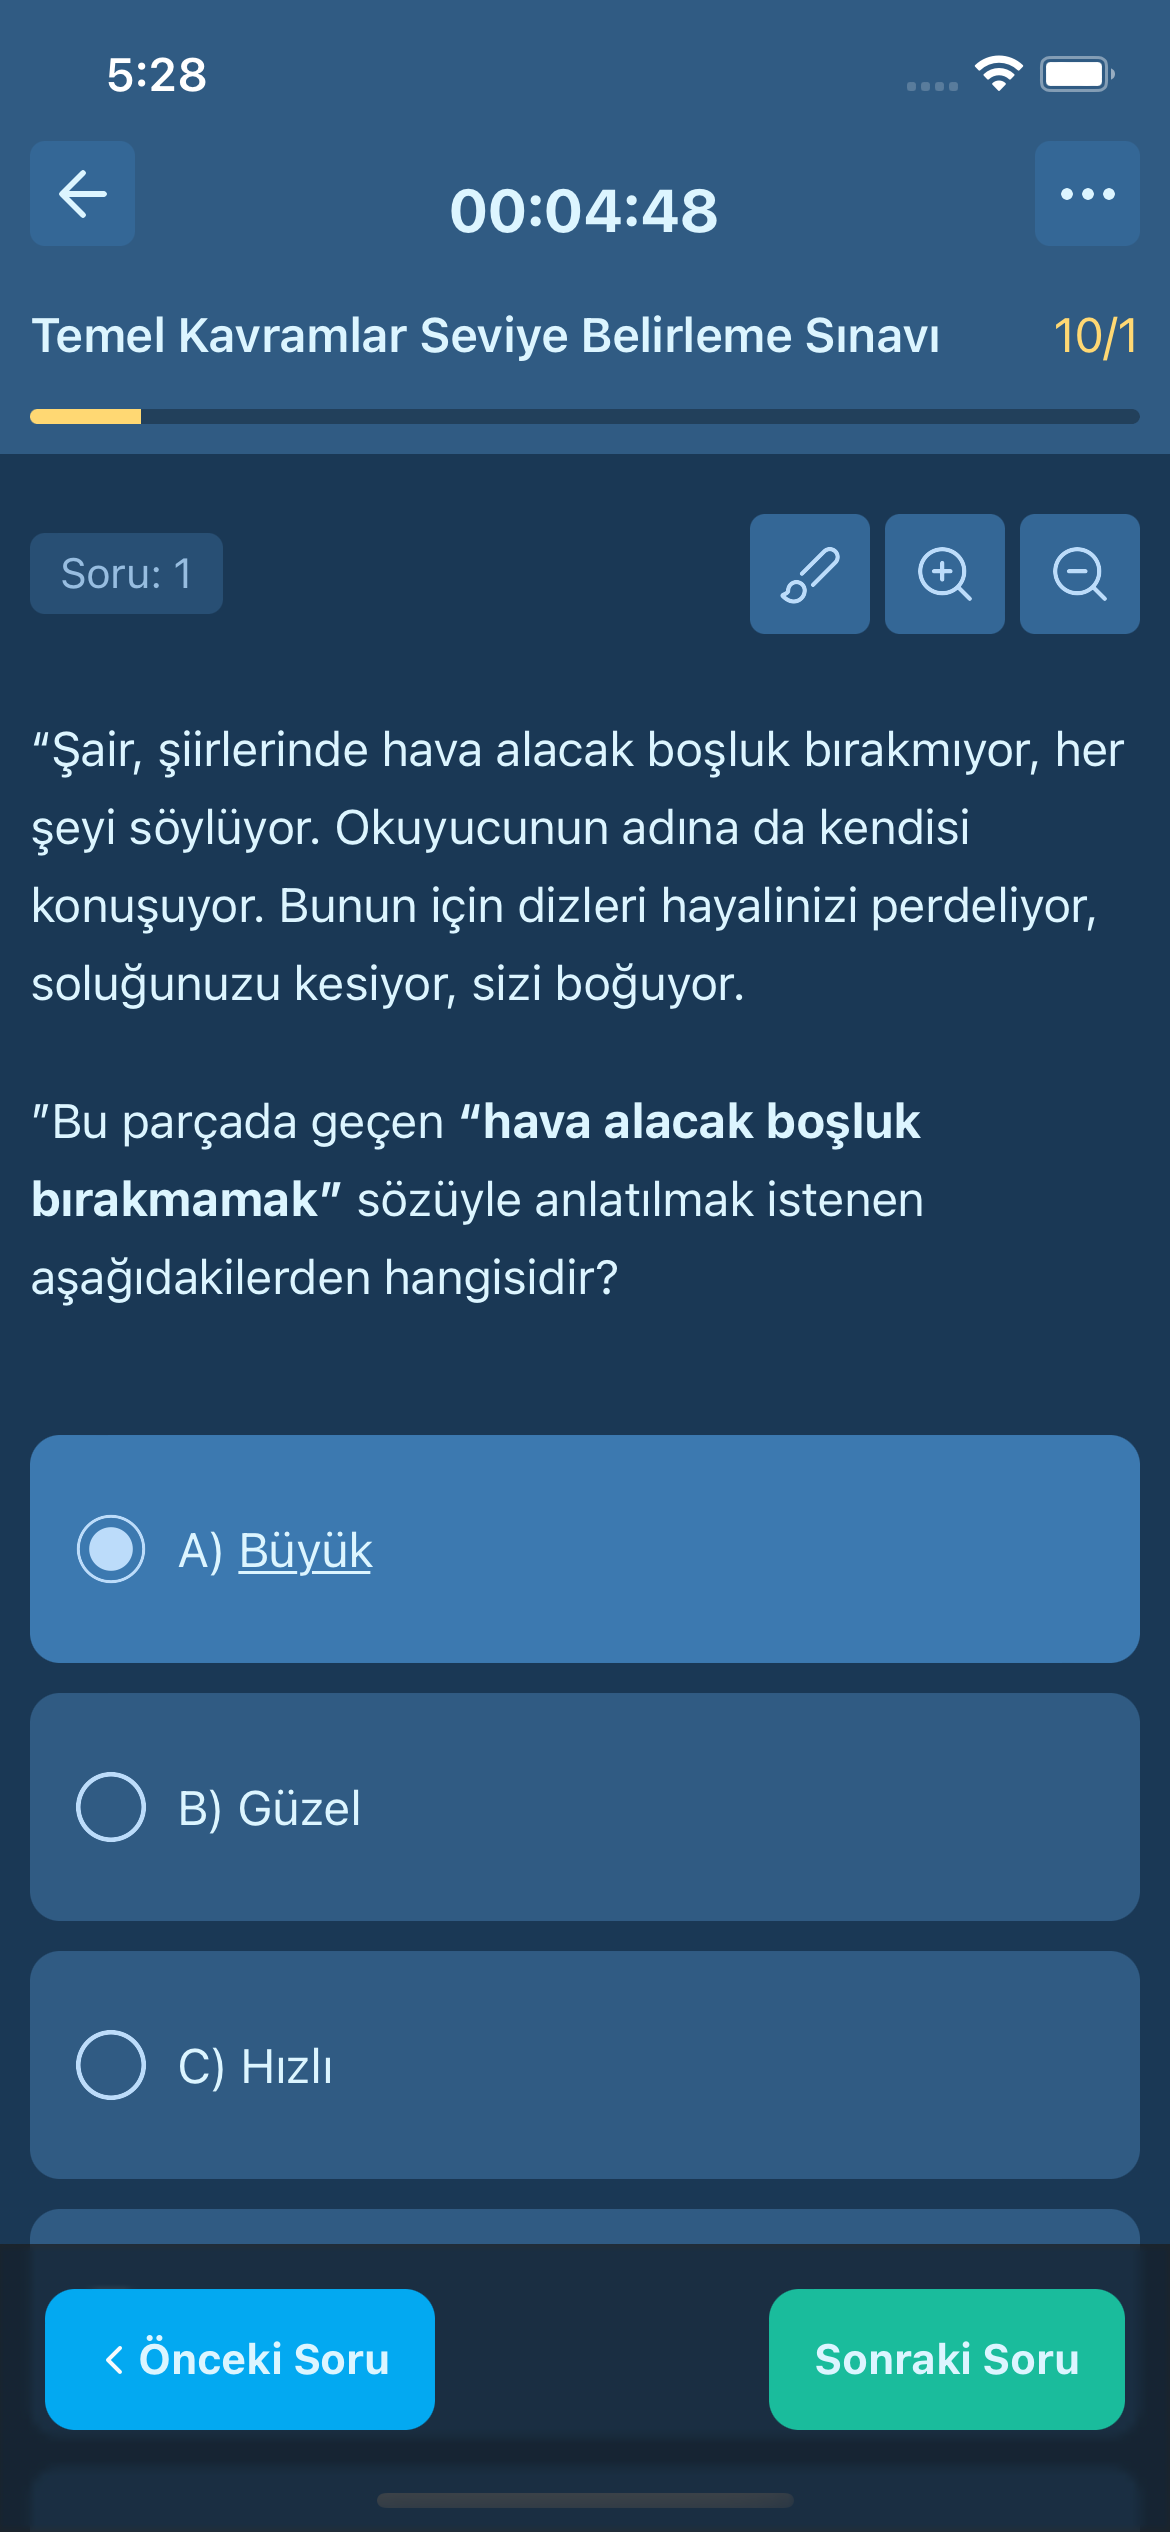 5:28
00:04:48
Temel Kavramlar Seviye Belirleme Sınavı 10/1
Soru: 1
“Şair, şiirlerinde hava alacak boşluk bırakmıyor, her
şeyi söylüyor. Okuyucunun adına da kendisi
konuşuyor. Bunun için dizleri hayalinizi perdeliyor,
soluğunuzu kesiyor, sizi boğuyor.
”Bu parçada geçen “hava alacak boşluk
bırakmamak” sözüyle anlatılmak istenen
aşağıdakilerden hangisidir?
A) Büyük
B) Güzel
C) Hızlı
Önceki Soru
Sonraki Soru